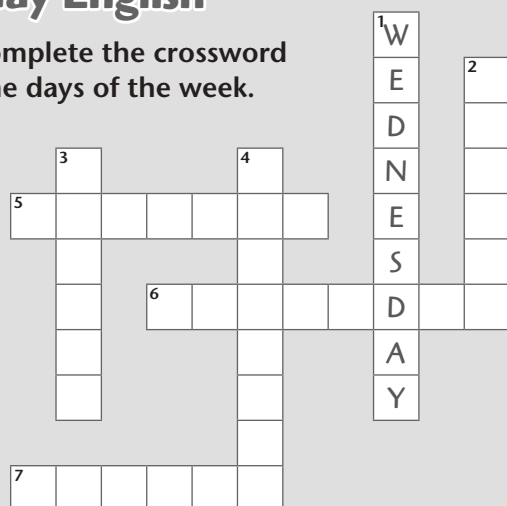 ay English
omplete the crossword
e days of the week.
1 W
E 2
D
3 4 N
5 E
S
6 D
A
Y
7